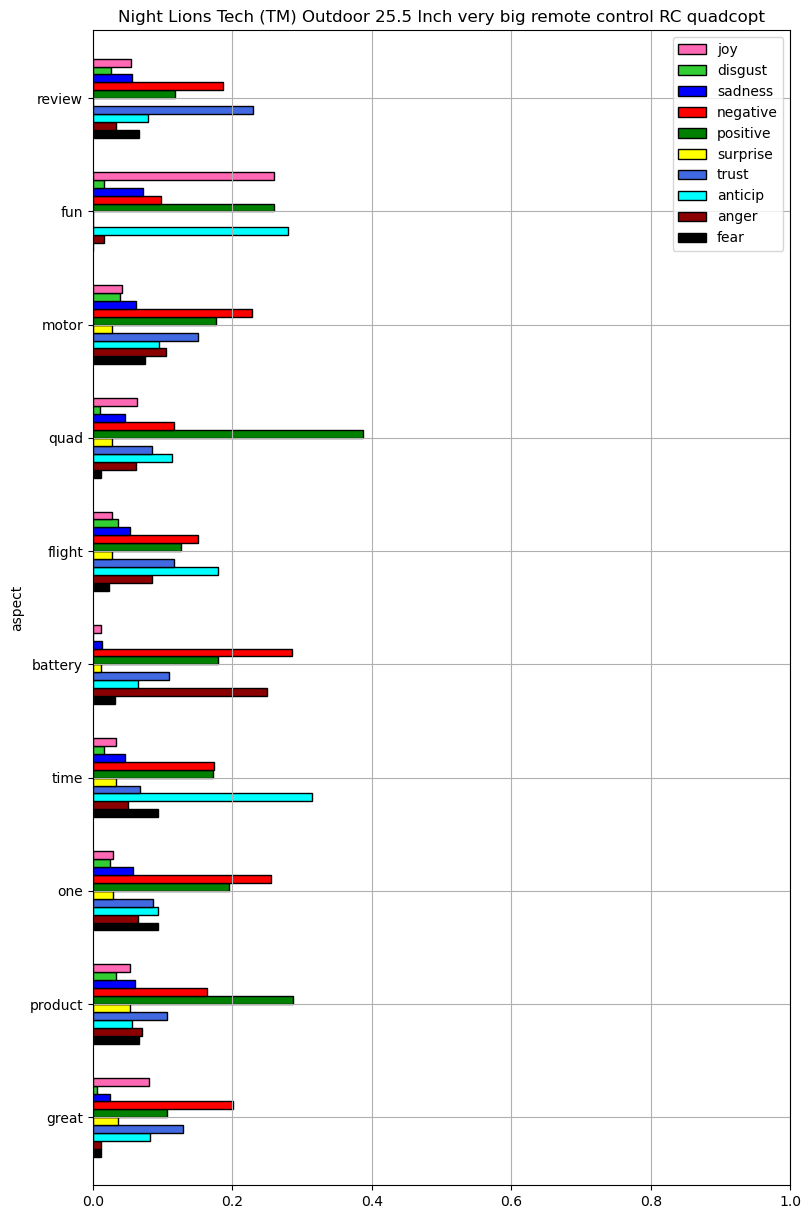 Night Lions Tech (TM) Outdoor 25.5 Inch very big remote control RC quadcopt
joy
disgust
sadness
negative
positive
surprise
trust
anticip
anger
fear
review
fun
motor
quad
flight
battery
time
one
product
great
aspect
0.0 0.2 0.4 0.6 0.8 1.0